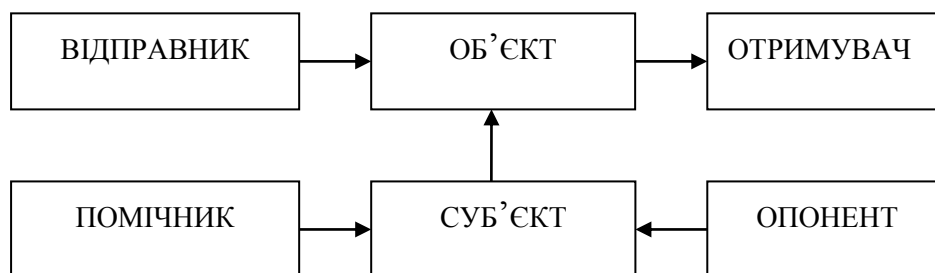 ВІДПРАВНИК
ОБ’ЄКТ
ОТРИМУВАЧ
ПОМІЧНИК
СУБ’ЄКТ
ОПОНЕНТ